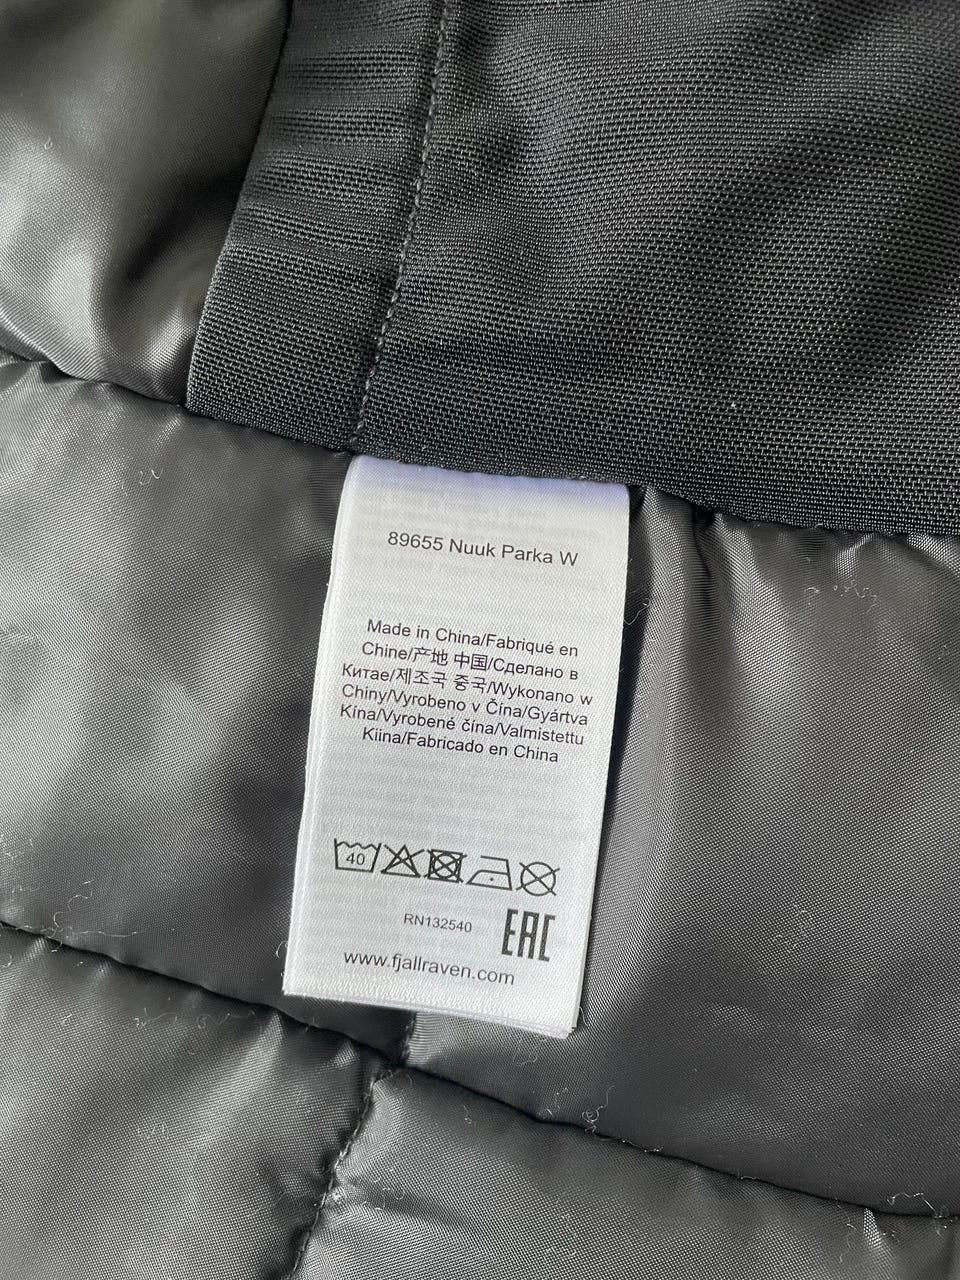 89655 Nuuk Parka W
Made in China/Fabriqué en
Chine/产地 中国/Сделано в
Китае/제조국 중국/Wykonano w
Chiny/Vyrobeno v Čína/Gyártva
Kína/Vyrobené čína/Valmistettu
Kiina/Fabricado en China
40
RN132540
EAC
www.fjallraven.com